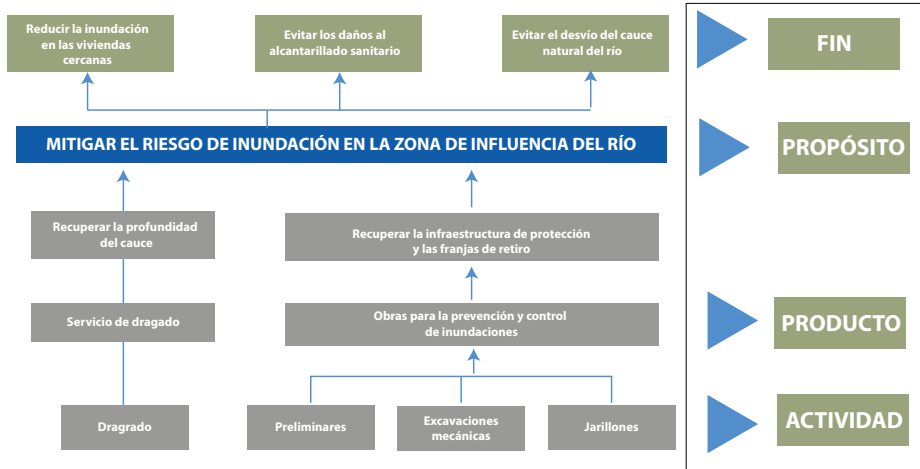 Reducir la inundación
en las viviendas
cercanas
Evitar los daños al
alcantarillado sanitario
Evitar el desvío del cauce
natural del río
FIN
MITIGAR EL RIESGO DE INUNDACIÓN EN LA ZONA DE INFLUENCIA DEL RÍO
PROPÓSITO
Recuperar la profundidad
del cauce
Recuperar la infraestructura de protección
y las franjas de retiro
Servicio de dragado
Obras para la prevención y control
de inundaciones
PRODUCTO
Dragrado
Preliminares
Excavaciones
mecánicas
Jarillones
ACTIVIDAD